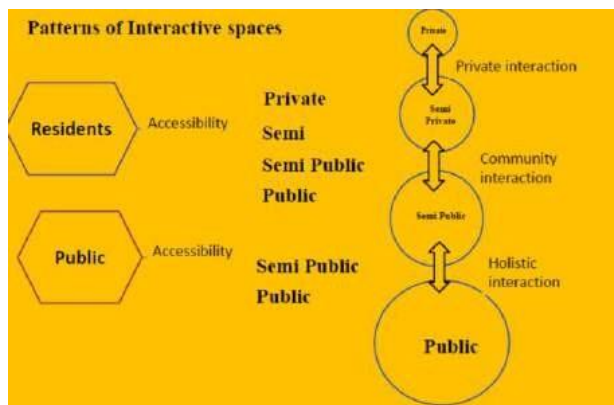 Patterns of Interactive spaces
Residents
Accessibility
Private
Semi
Semi Public
Public
Public
Accessibility
Semi Public
Public
Private
Private interaction
Semi
Private
Community
interaction
Semi Public
Holistic
interaction
Public